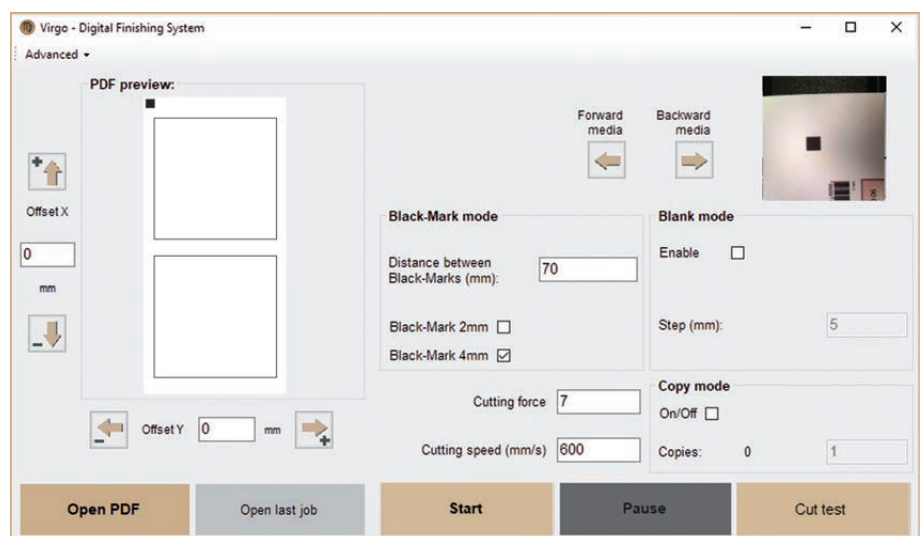 Virgo - Digital Finishing System
Advanced
PDF preview:
+
Offset X
0
mm
-
-
Offset Y
0
mm
+
Forward
media
Backward
media
Black-Mark mode
Distance between
Black-Marks (mm):
70
Black-Mark 2mm
Black-Mark 4mm
Blank mode
Enable
Step (mm):
5
Cutting force
7
Cutting speed (mm/s)
600
Copy mode
On/Off
Copies:
0
1
Open PDF
Open last job
Start
Pause
Cut test